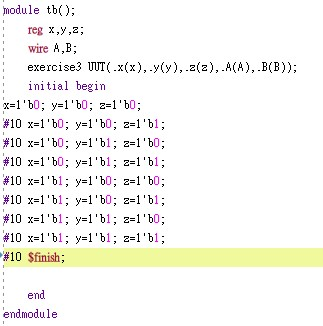 module tb();
reg x,y,z;
wire A,B;
exercise3 UUT(.x(x),.y(y),.z(z),.A(A),.B(B));
initial begin
x=1'b0; y=1'b0; z=1'b0;
#10 x=1'b0; y=1'b0; z=1'b1;
#10 x=1'b0; y=1'b1; z=1'b0;
#10 x=1'b0; y=1'b1; z=1'b1;
#10 x=1'b1; y=1'b0; z=1'b0;
#10 x=1'b1; y=1'b0; z=1'b1;
#10 x=1'b1; y=1'b1; z=1'b0;
#10 x=1'b1; y=1'b1; z=1'b1;
#10 $finish;
end
endmodule